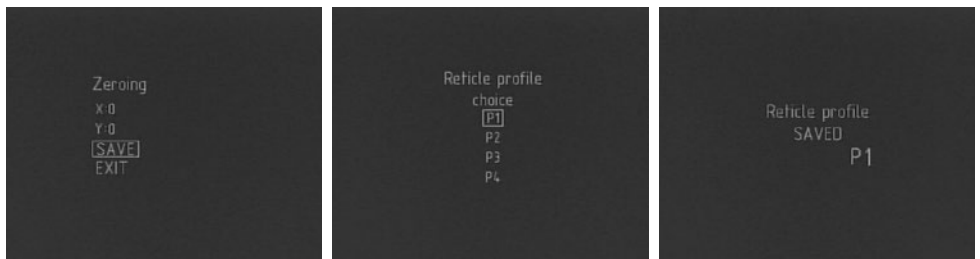 Zeroing
X:0
Y:0
SAVE
EXIT
Reticle profile
choice
P1
P2
P3
P4
Reticle profile
SAVED
P1